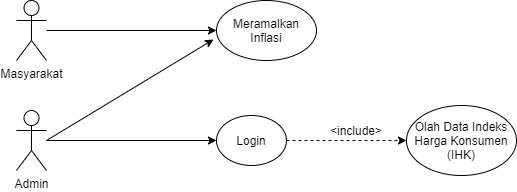 Meramalkan
Inflasi
Masyarakat
Login
<include>
Olah Data Indeks
Harga Konsumen
(IHK)
Admin